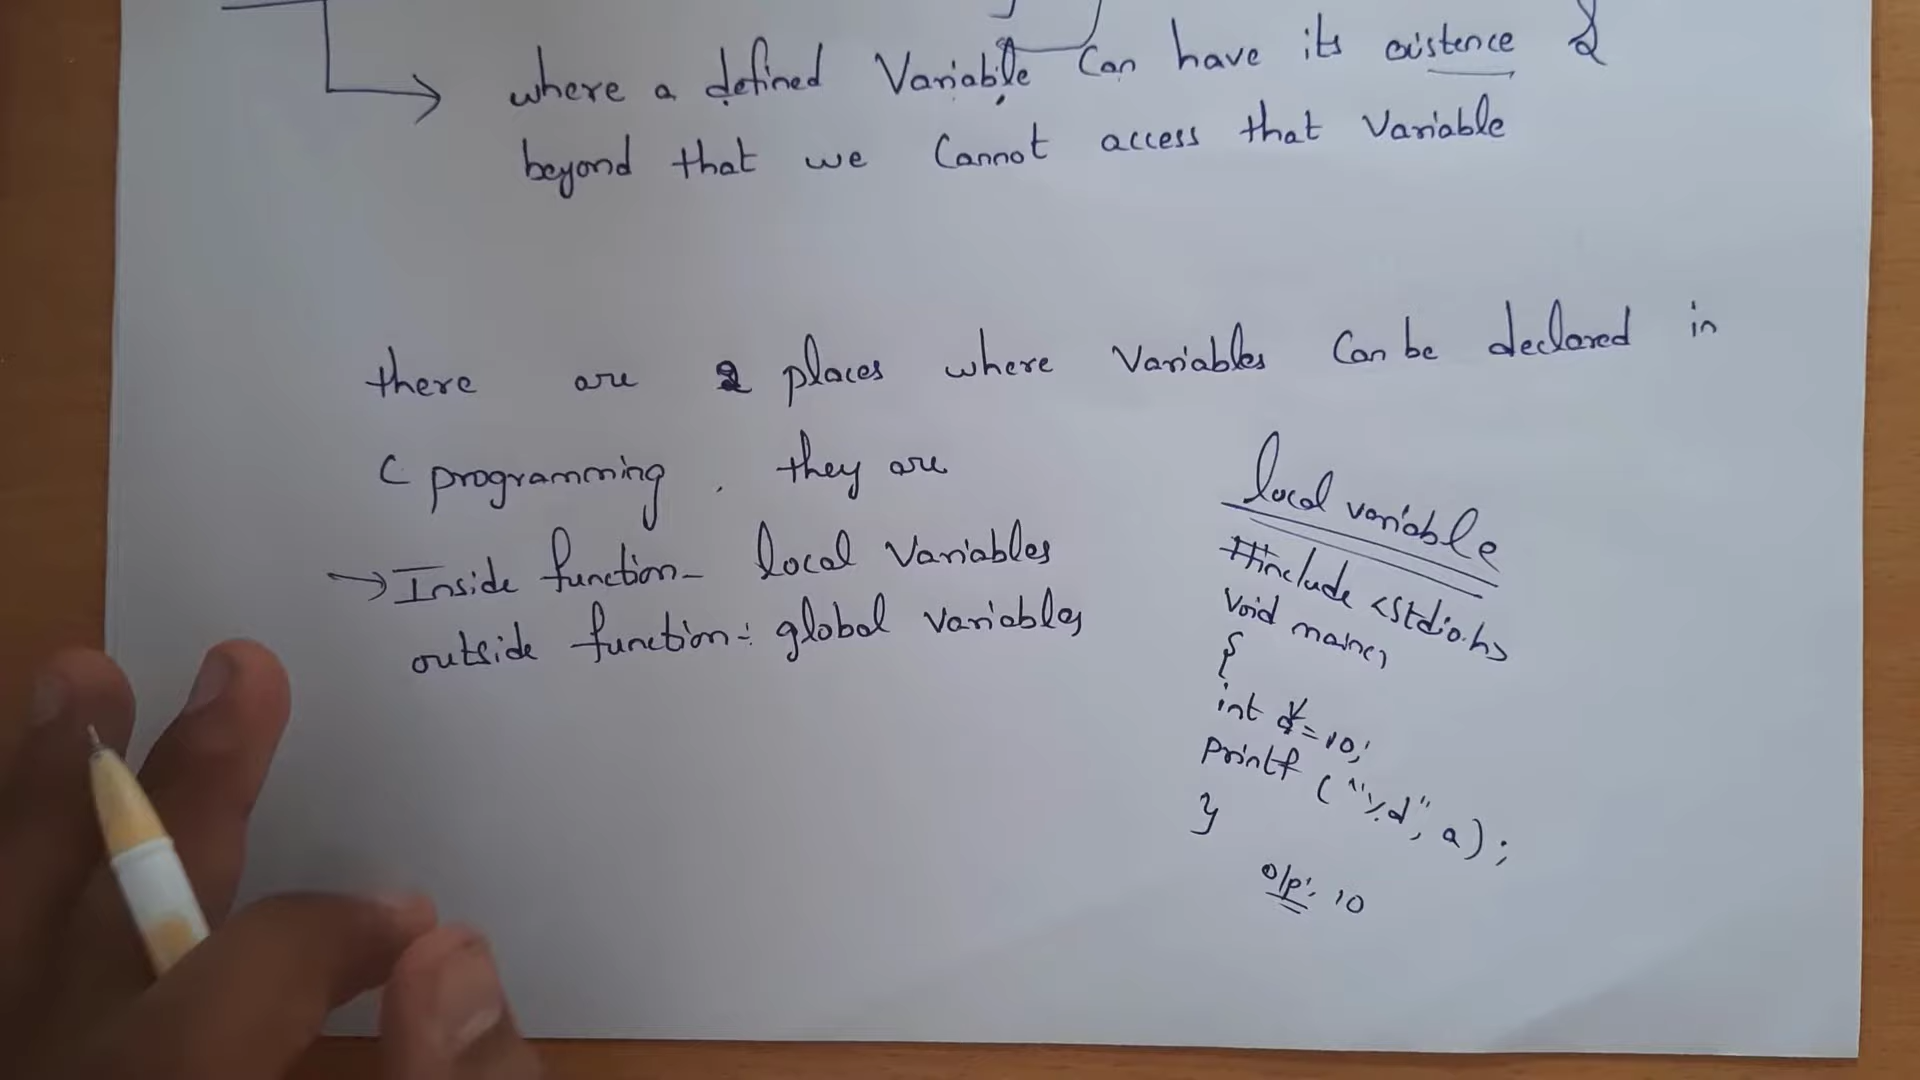 where a defined Variable Can have its existence &
beyond that we Cannot access that Variable
there are 2 places where Variables Can be declared in
C programming. they are
→ Inside function - local Variables
outside function : global Variables
local variable
#include <stdio.h>
void main()
{
int a=10;
printf ("%d", a);
}
o/p: 10